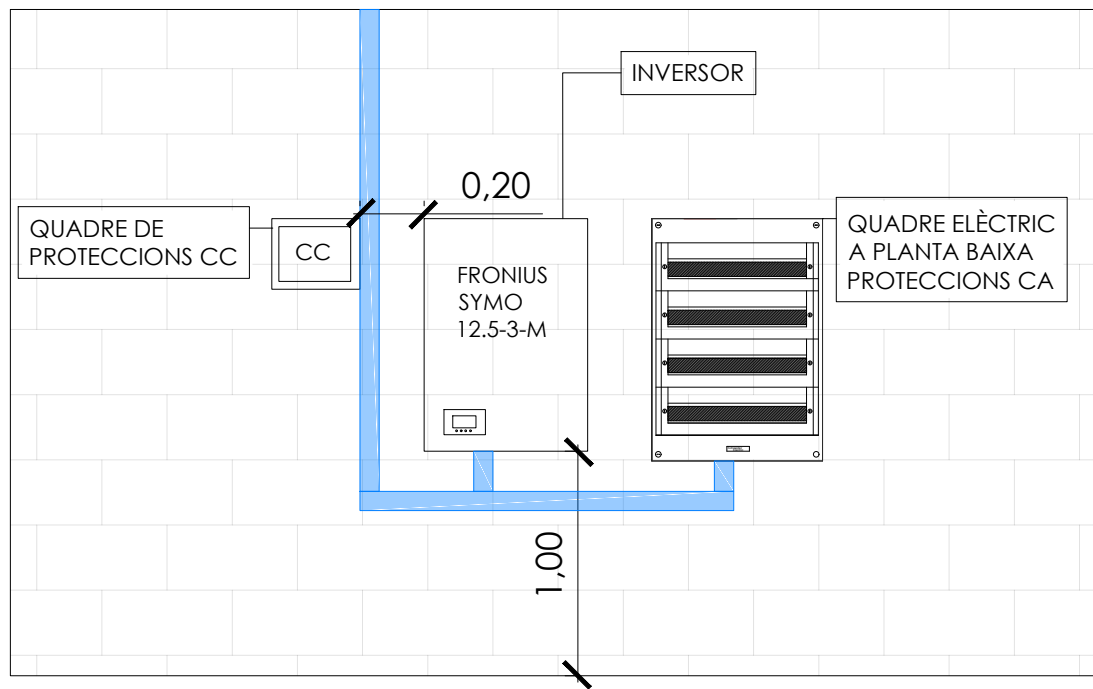 INVERSOR
0,20
QUADRE DE
PROTECCIONS CC
CC
FRONIUS
SYMO
12.5-3-M
QUADRE ELÈCTRIC
A PLANTA BAIXA
PROTECCIONS CA
1,00